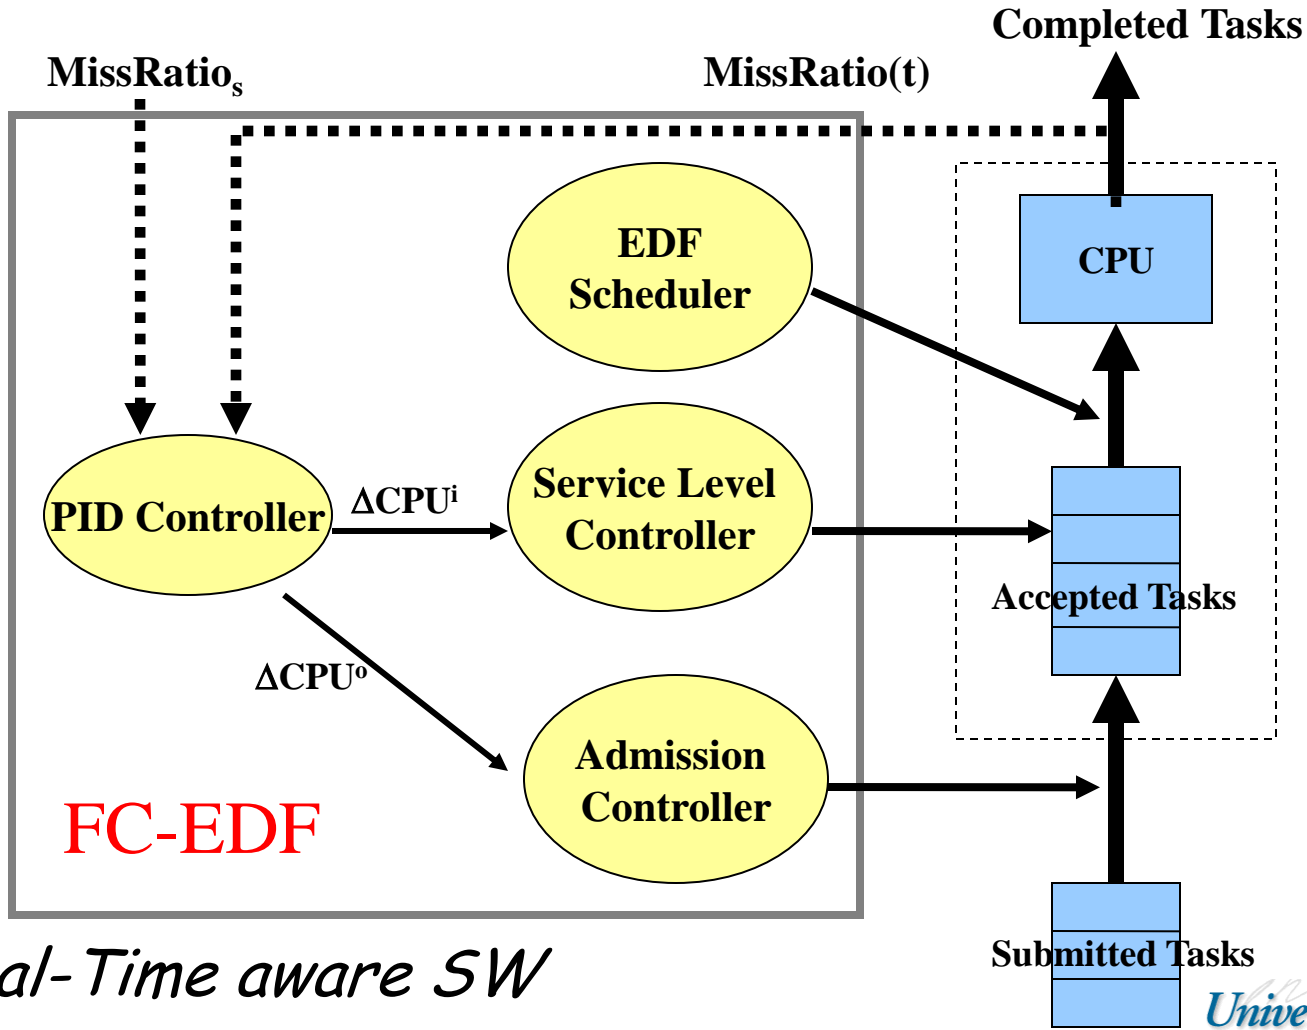 Completed Tasks
MissRatioₛ
MissRatio(t)
EDF
Scheduler
CPU
PID Controller
ΔCPUⁱ
Service Level
Controller
Accepted Tasks
ΔCPUᵒ
Admission
Controller
FC-EDF
al-Time aware SW
Submitted Tasks
Unive